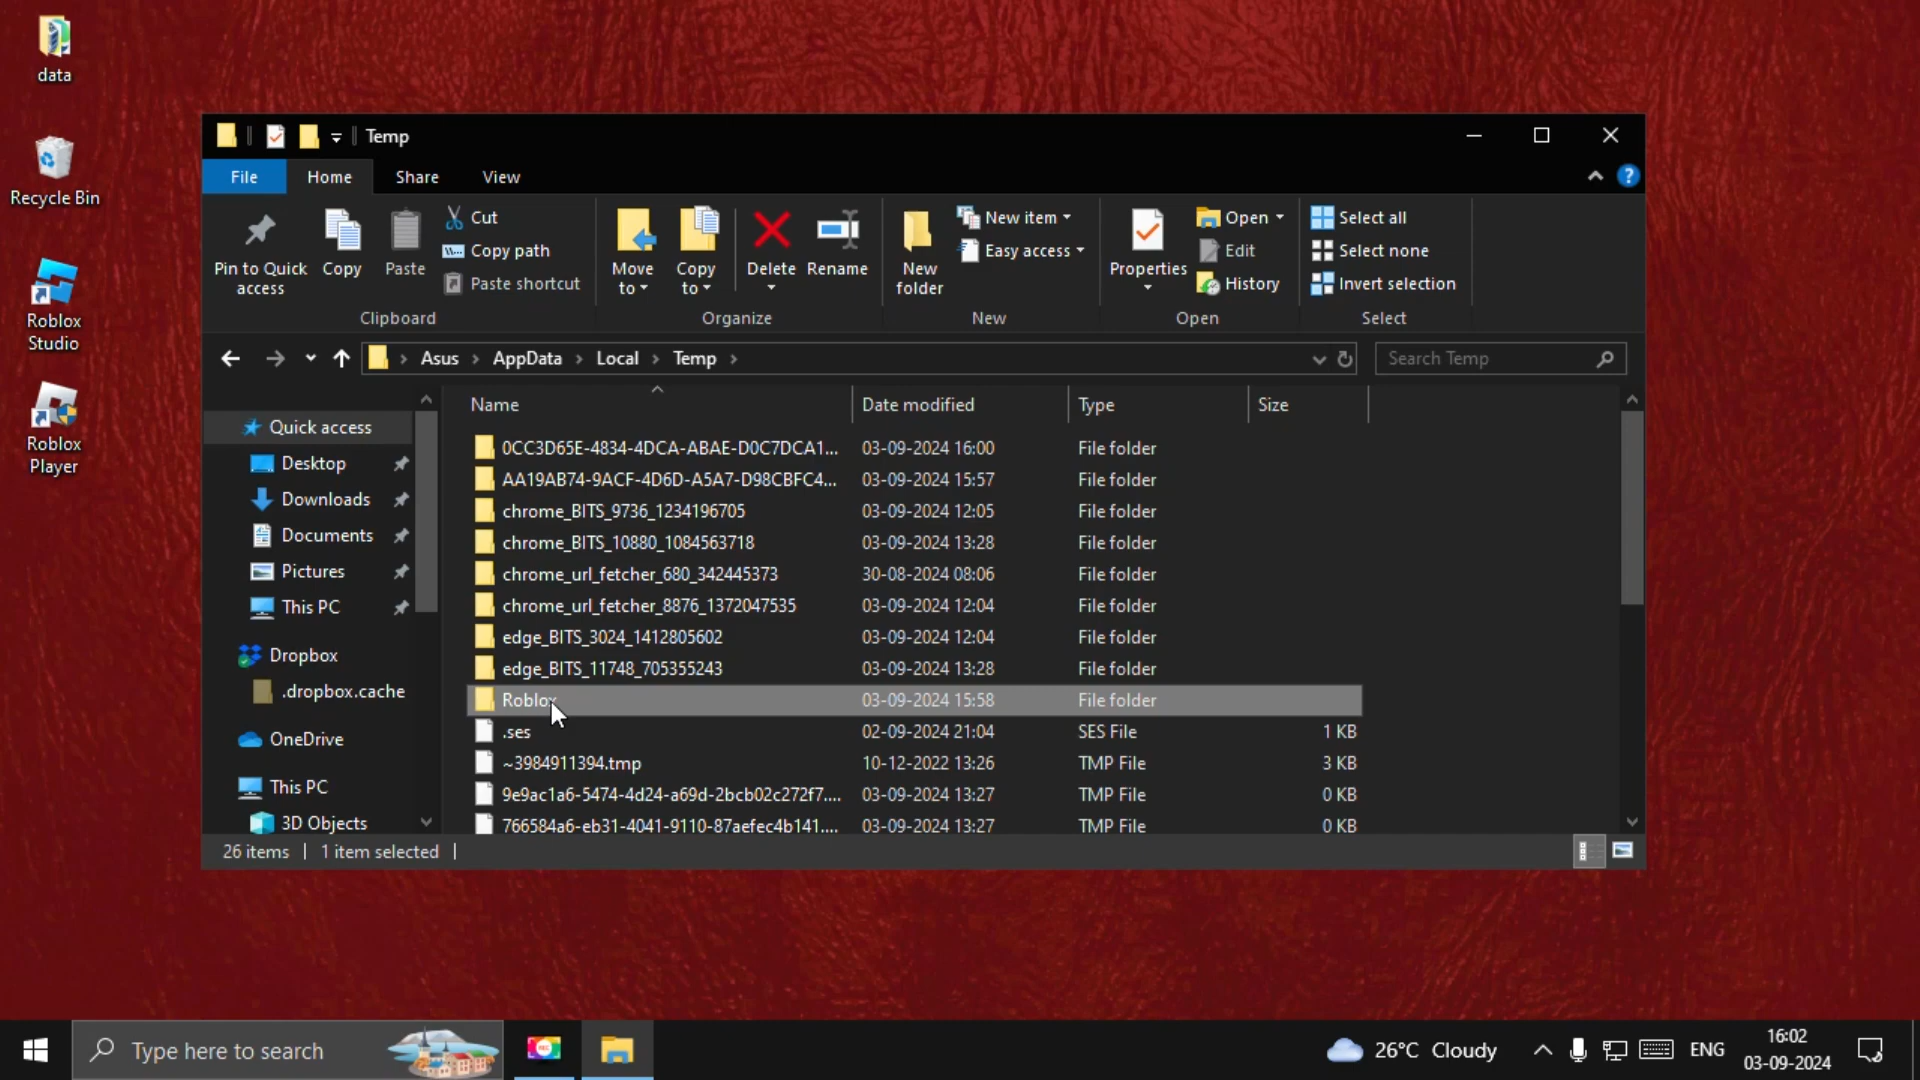 data
Recycle Bin
Roblox
Studio
Roblox
Player
Temp
File
Home
Share
View
?
Pin to Quick
access
Copy
Paste
Cut
Copy path
Paste shortcut
Clipboard
Move
to
Copy
to
Delete
Rename
Organize
New
folder
New item
Easy access
New
Properties
Open
Edit
History
Open
Select all
Select none
Invert selection
Select
Asus > AppData > Local > Temp >
Search Temp
Name
Date modified
Type
Size
Quick access
Desktop
Downloads
Documents
Pictures
This PC
Dropbox
.dropbox.cache
OneDrive
This PC
3D Objects
0CC3D65E-4834-4DCA-ABAE-D0C7DCA1... 03-09-2024 16:00 File folder
AA19AB74-9ACF-4D6D-A5A7-D98CBFC4... 03-09-2024 15:57 File folder
chrome_BITS_9736_1234196705 03-09-2024 12:05 File folder
chrome_BITS_10880_1084563718 03-09-2024 13:28 File folder
chrome_url_fetcher_680_342445373 30-08-2024 08:06 File folder
chrome_url_fetcher_8876_1372047535 03-09-2024 12:04 File folder
edge_BITS_3024_1412805602 03-09-2024 12:04 File folder
edge_BITS_11748_705355243 03-09-2024 13:28 File folder
Roblox 03-09-2024 15:58 File folder
.ses 02-09-2024 21:04 SES File 1 KB
~3984911394.tmp 10-12-2022 13:26 TMP File 3 KB
9e9ac1a6-5474-4d24-a69d-2bcb02c272f7.... 03-09-2024 13:27 TMP File 0 KB
766584a6-eb31-4041-9110-87aefec4b141.... 03-09-2024 13:27 TMP File 0 KB
26 items
1 item selected
Type here to search
26°C Cloudy
ENG
16:02
03-09-2024